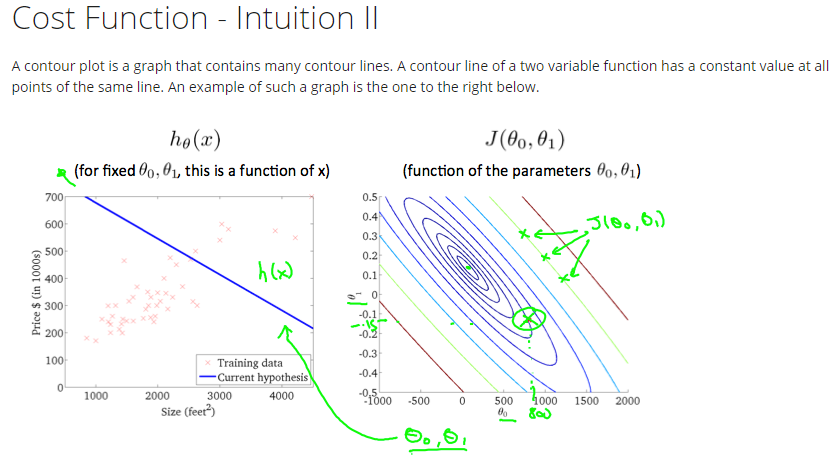 Cost Function - Intuition II
A contour plot is a graph that contains many contour lines. A contour line of a two variable function has a constant value at all
points of the same line. An example of such a graph is the one to the right below.
hθ(x)
(for fixed θ₀, θ₁, this is a function of x)
700
600
500
400
300
200
100
0
Price $ (in 1000s)
h(x)
Training data
Current hypothesis
1000 2000 3000 4000
Size (feet²)
J(θ₀, θ₁)
(function of the parameters θ₀, θ₁)
0.5
0.4
0.3
0.2
0.1
0
-0.1
-0.2
-0.3
-0.4
-0.5
θ₁
-.15
J(θ₀, θ₁)
-1000 -500 0 500 1000 1500 2000
θ₀
800
θ₀, θ₁